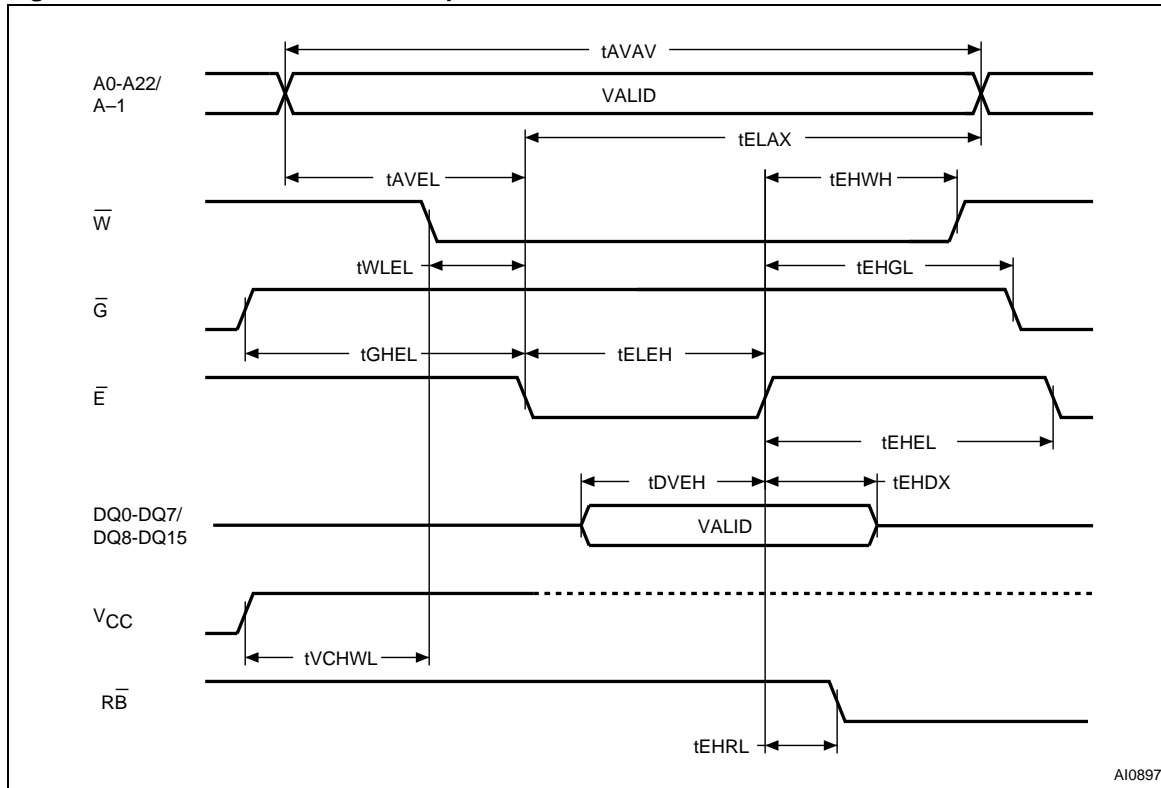 tAVAV
A0-A22/
A–1
VALID
tELAX
tAVEL
tEHWH
W̅
tWLEL
tEHGL
G̅
tGHEL
tELEH
E̅
tEHEL
tDVEH
tEHDX
DQ0-DQ7/
DQ8-DQ15
VALID
VCC
tVCHWL
RB̅
tEHRL
AI0897